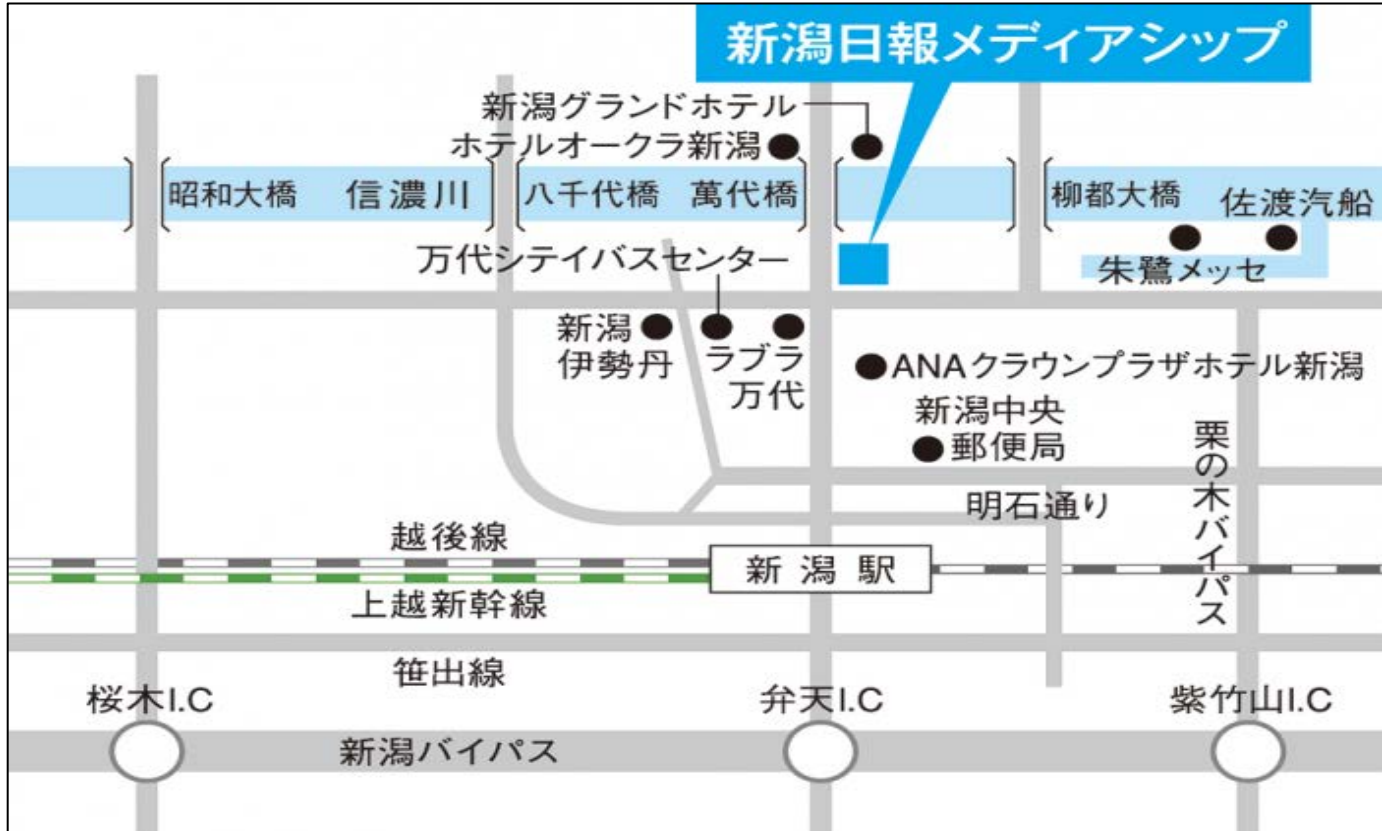 新潟日報メディアシップ
新潟グランドホテル
ホテルオークラ新潟
昭和大橋
信濃川
八千代橋
萬代橋
柳都大橋
佐渡汽船
朱鷺メッセ
万代シテイバスセンター
新潟
伊勢丹
ラブラ
万代
ANAクラウンプラザホテル新潟
新潟中央
郵便局
栗の木バイパス
明石通り
越後線
新潟駅
上越新幹線
笹出線
桜木I.C
弁天I.C
紫竹山I.C
新潟バイパス